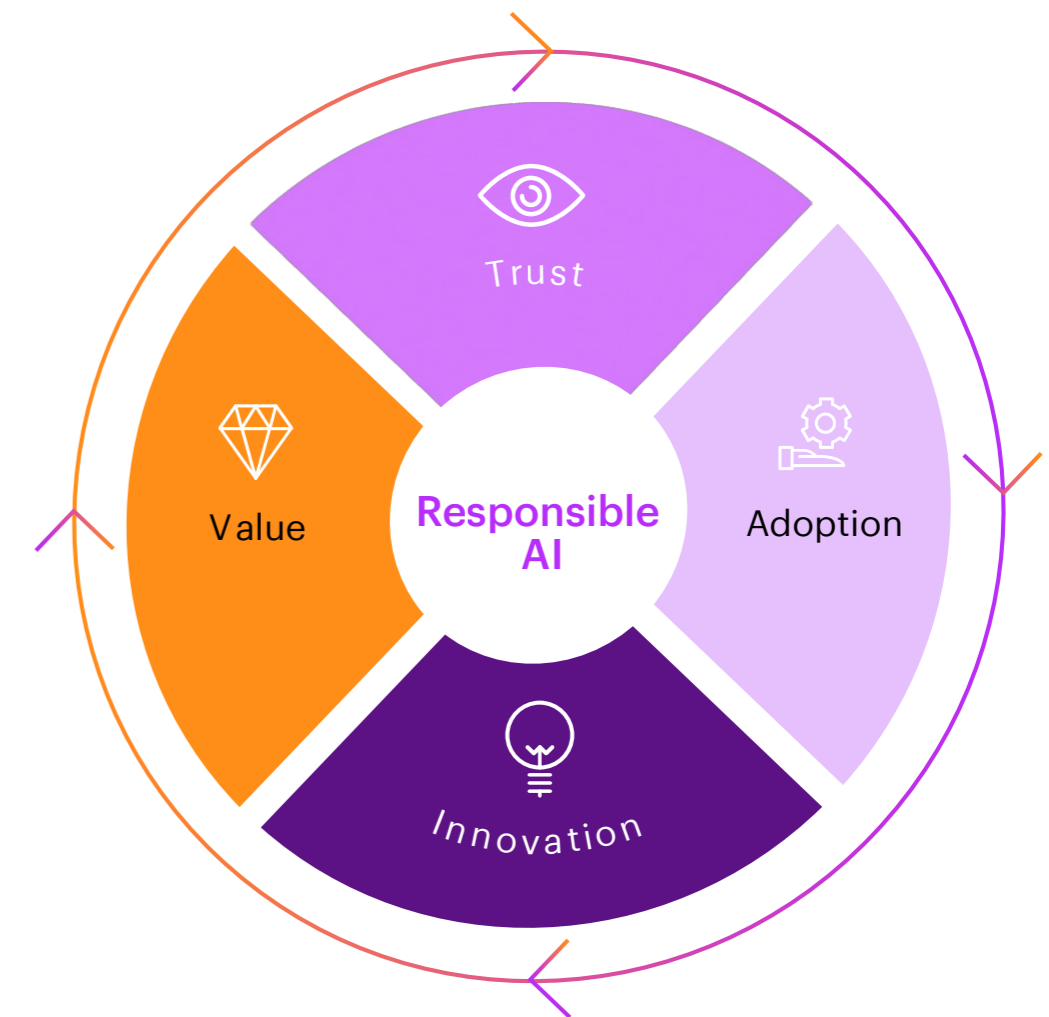 Trust
Value
Responsible
AI
Adoption
Innovation